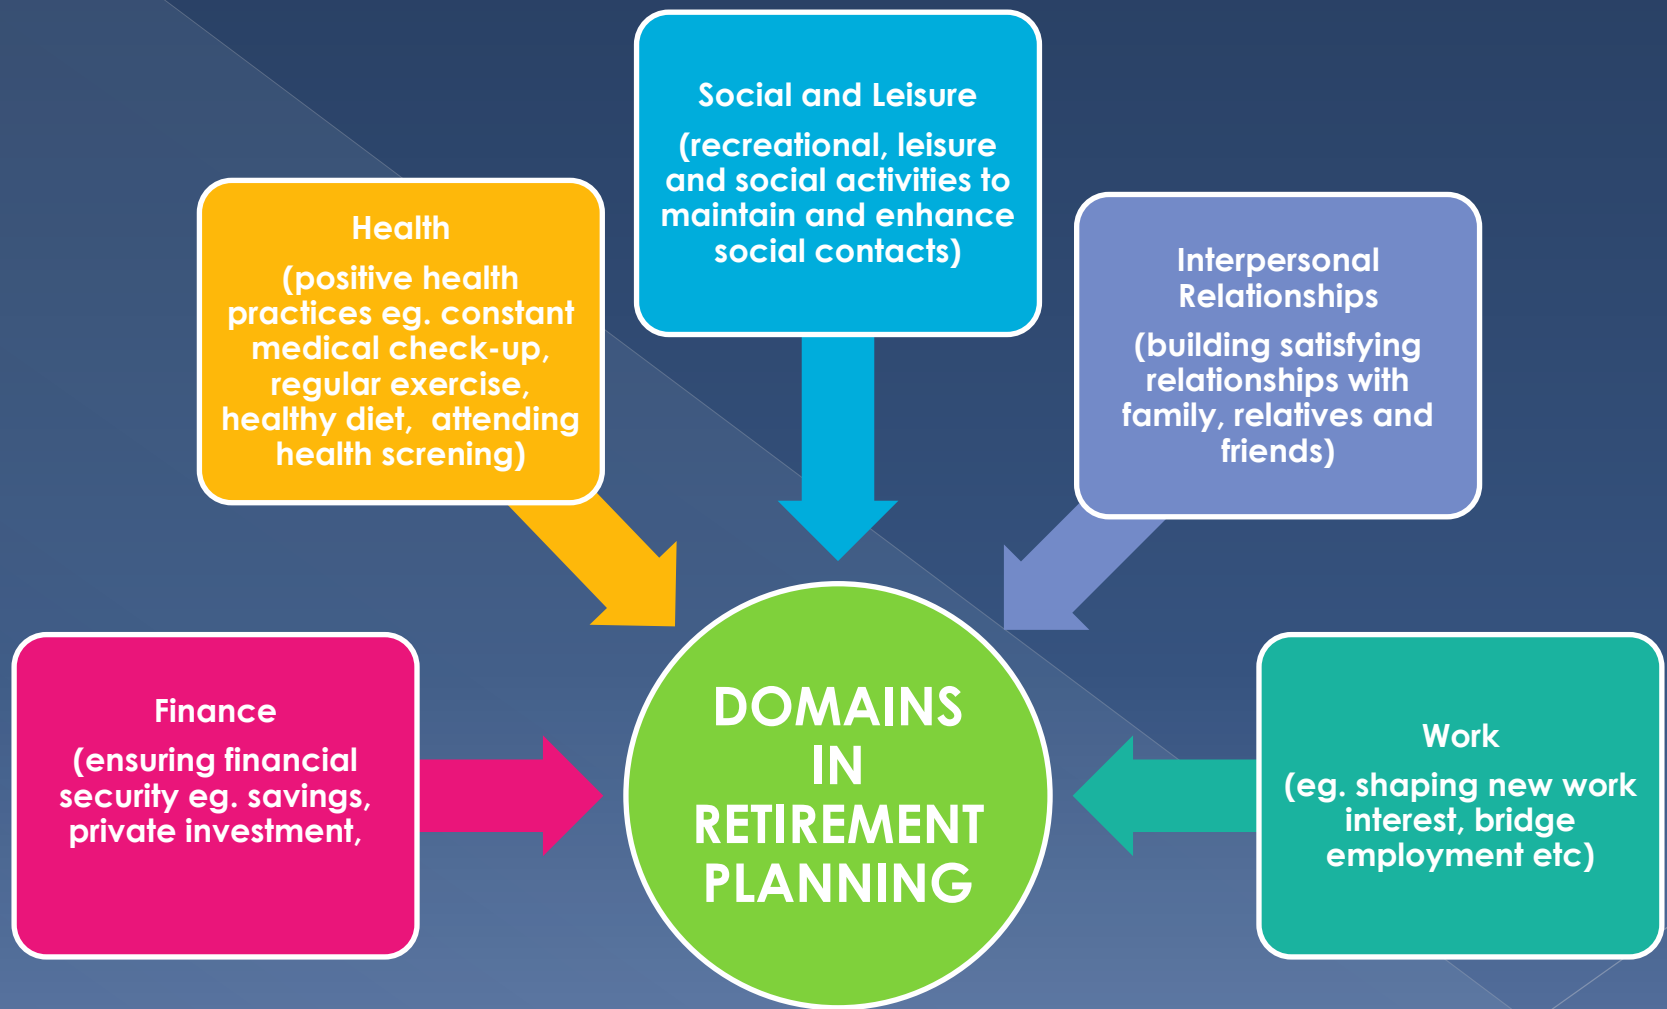 Social and Leisure
(recreational, leisure
and social activities to
maintain and enhance
social contacts)
Health
(positive health
practices eg. constant
medical check-up,
regular exercise,
healthy diet,  attending
health screning)
Interpersonal
Relationships
(building satisfying
relationships with
family, relatives and
friends)
Finance
(ensuring financial
security eg. savings,
private investment,
DOMAINS
IN
RETIREMENT
PLANNING
Work
(eg. shaping new work
interest, bridge
employment etc)